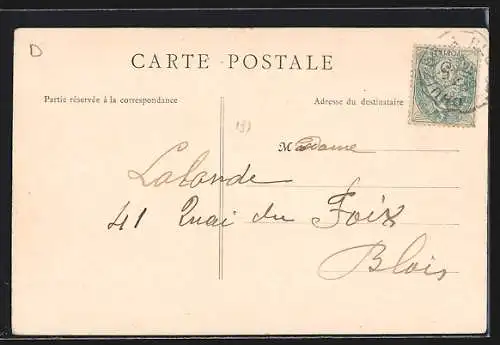 D
CARTE POSTALE
Partie réservée à la correspondance
Adresse du destinataire
Madame
Lalande
41 Quai du Foix
Blois